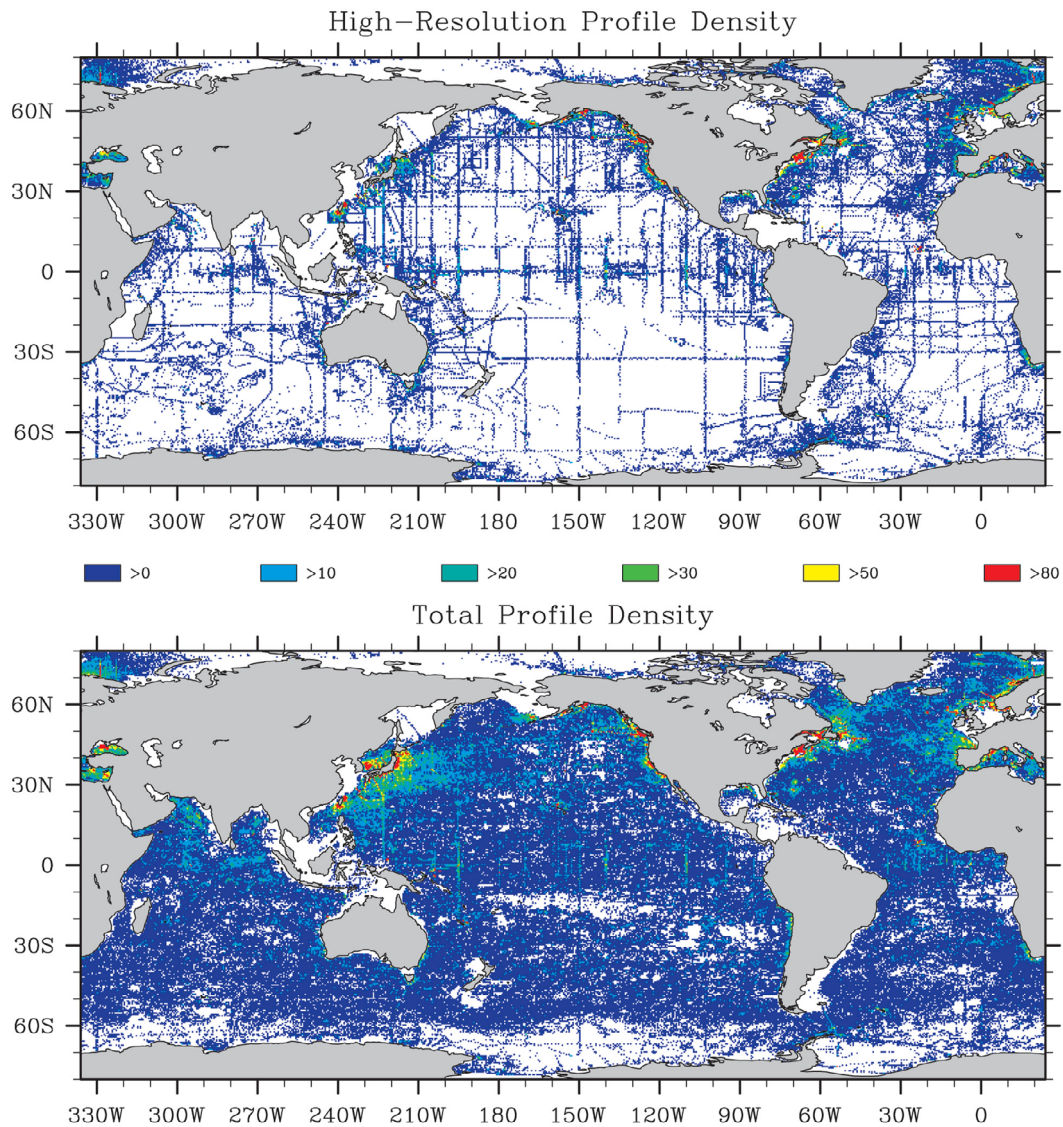 High-Resolution Profile Density
60N
30N
0
30S
60S
330W 300W 270W 240W 210W 180 150W 120W 90W 60W 30W 0
>0 >10 >20 >30 >50 >80
Total Profile Density
60N
30N
0
30S
60S
330W 300W 270W 240W 210W 180 150W 120W 90W 60W 30W 0